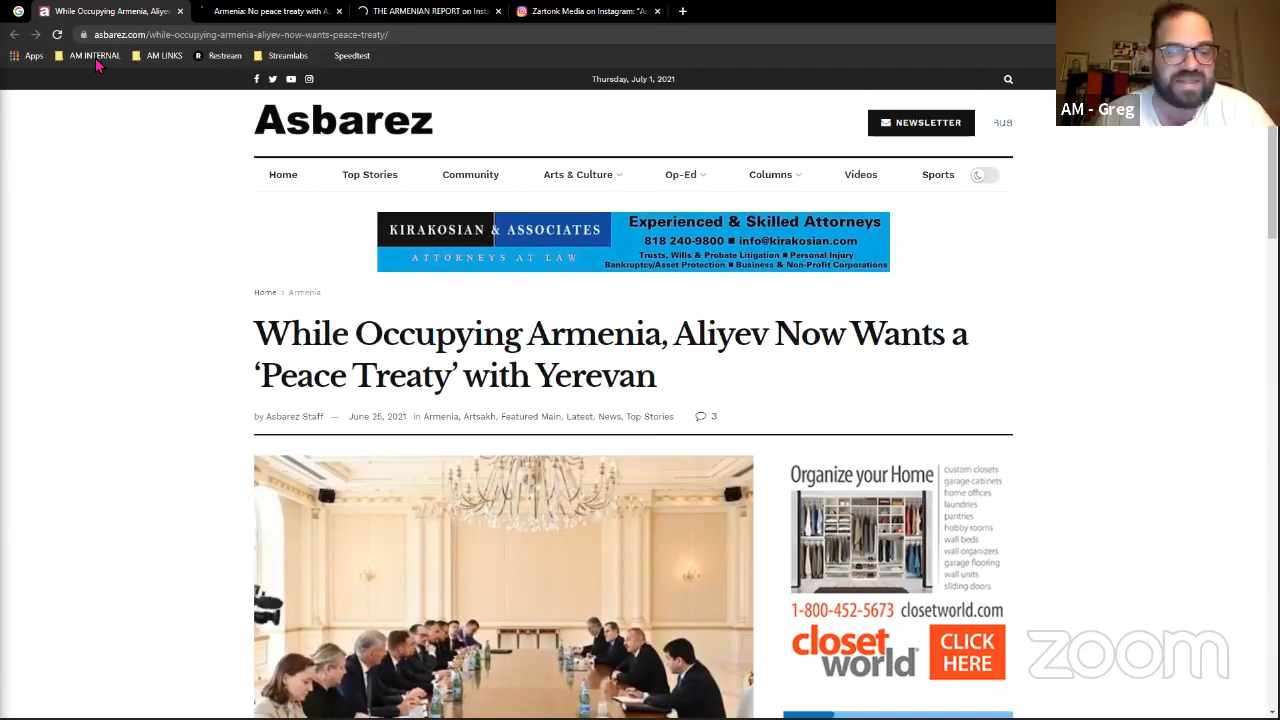 While Occupying Armenia, Aliyev
Armenia: No peace treaty with A
THE ARMENIAN REPORT on Inst
Zartonk Media on Instagram: "Ar
asbarez.com/while-occupying-armenia-aliyev-now-wants-peace-treaty/
Apps AM INTERNAL AM LINKS Restream Streamlabs Speedtest
AM - Greg
Thursday, July 1, 2021
Asbarez
NEWSLETTER
Home Top Stories Community Arts & Culture Op-Ed Columns Videos Sports
KIRAKOSIAN & ASSOCIATES
ATTORNEYS AT LAW
Experienced & Skilled Attorneys
818 240-9800 ■ info@kirakosian.com
Trusts, Wills & Probate Litigation ■ Personal Injury
Bankruptcy/Asset Protection ■ Business & Non-Profit Corporations
Home > Armenia
While Occupying Armenia, Aliyev Now Wants a
‘Peace Treaty’ with Yerevan
by Asbarez Staff — June 25, 2021 in Armenia, Artsakh, Featured Main, Latest, News, Top Stories 3
Organize your Home
custom closets
garage cabinets
home offices
laundries
pantries
hobby rooms
wall beds
wall organizers
garage flooring
wall units
sliding doors
1-800-452-5673 closetworld.com
closet
world
CLICK
HERE
zoom